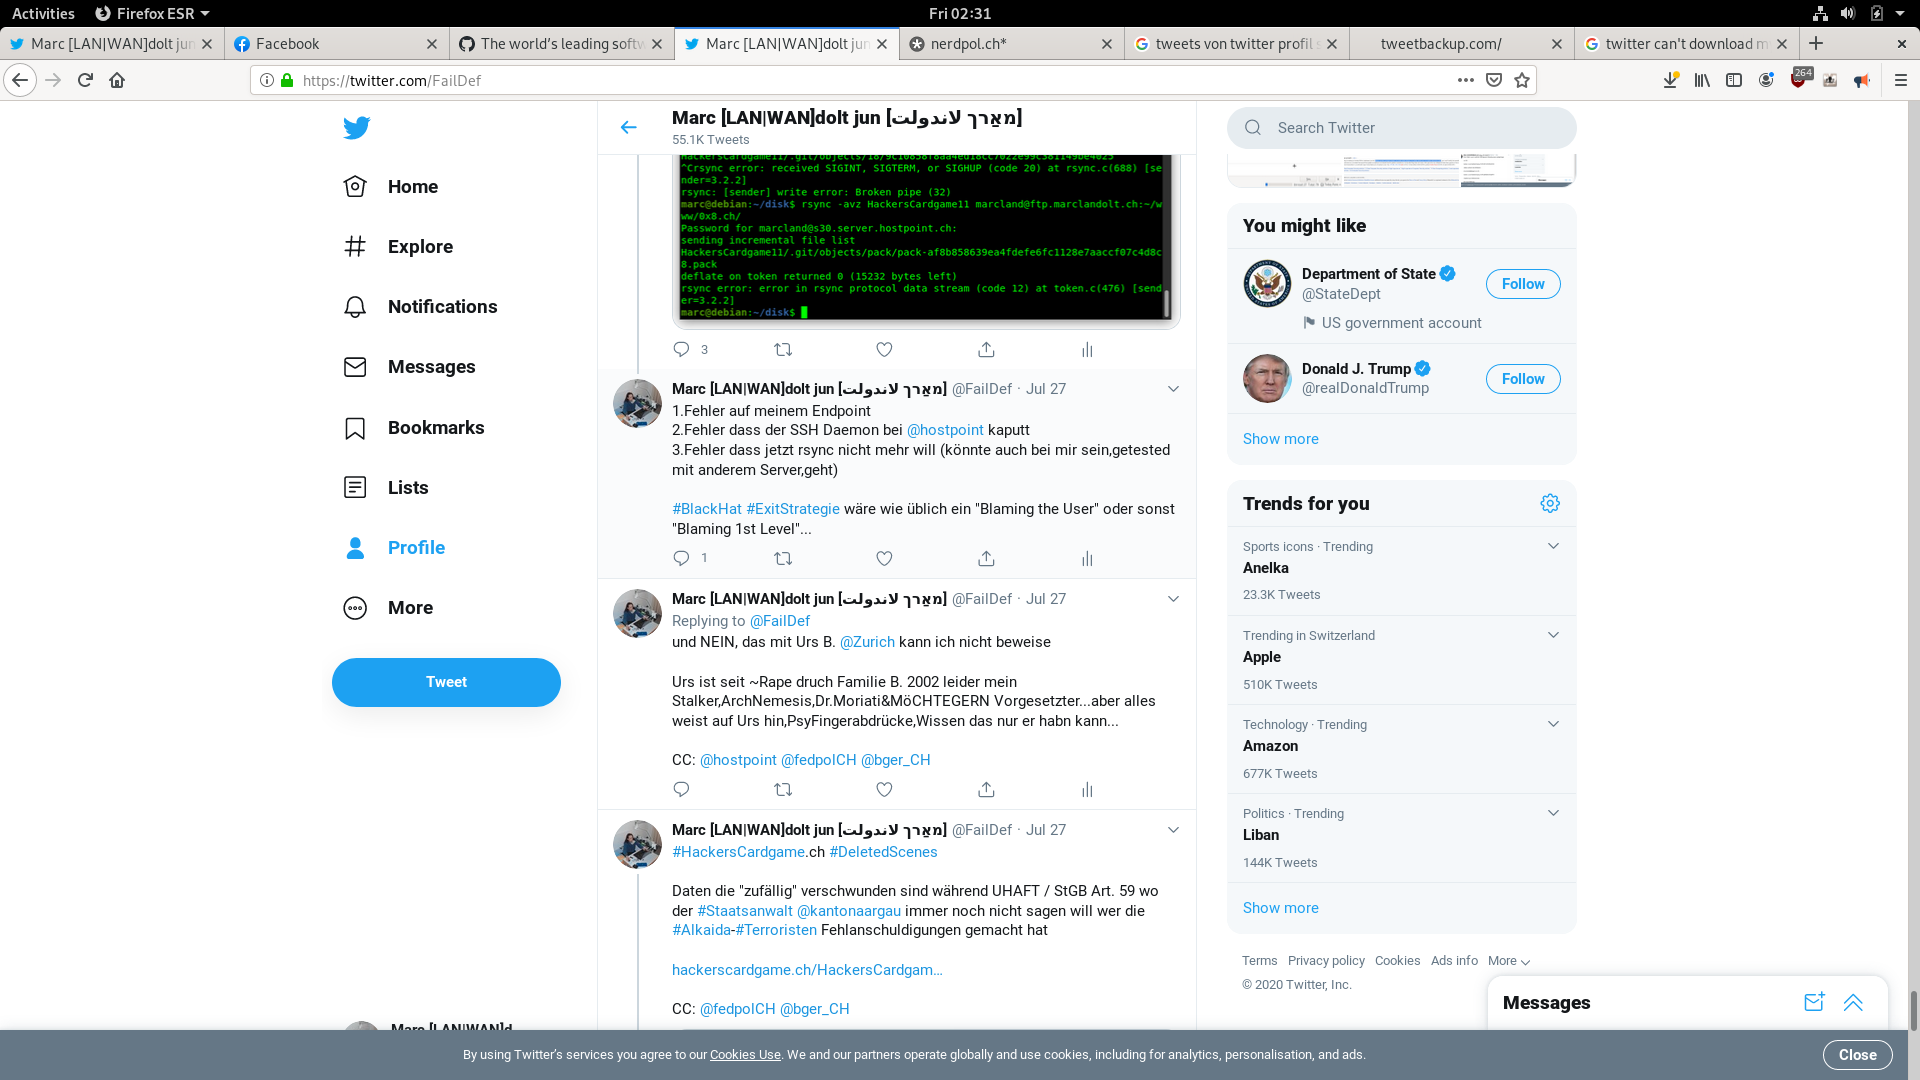 Activities
Firefox ESR
Fri 02:31
Marc [LAN|WAN]dolt jun
Facebook
The world's leading softw
Marc [LAN|WAN]dolt jun
nerdpol.ch*
tweets von twitter profil s
tweetbackup.com/
twitter can't download m
https://twitter.com/FailDef
264
Home
Explore
Notifications
Messages
Bookmarks
Lists
Profile
More
Tweet
Marc [LAN|WAN]d
Marc [LAN|WAN]dolt jun [מאַרך לאנדולת]
55.1K Tweets
HackersCardgame11/.git/objects/18/9c10858f8aa4ed18cc7022e99c381149be4025
^Crsync error: received SIGINT, SIGTERM, or SIGHUP (code 20) at rsync.c(688) [se
nder=3.2.2]
rsync: [sender] write error: Broken pipe (32)
marc@debian:~/disk$ rsync -avz HackersCardgame11 marcland@ftp.marclandolt.ch:~/w
ww/0x8.ch/
Password for marcland@s30.server.hostpoint.ch:
sending incremental file list
HackersCardgame11/.git/objects/pack/pack-af8b858639ea4fdefe6fc1128e7aaccf07c4d8c
8.pack
deflate on token returned 0 (15232 bytes left)
rsync error: error in rsync protocol data stream (code 12) at token.c(476) [send
er=3.2.2]
marc@debian:~/disk$
3
Marc [LAN|WAN]dolt jun [מאַרך לאנדולת] @FailDef · Jul 27
1.Fehler auf meinem Endpoint
2.Fehler dass der SSH Daemon bei @hostpoint kaputt
3.Fehler dass jetzt rsync nicht mehr will (könnte auch bei mir sein,getested
mit anderem Server,geht)
#BlackHat #ExitStrategie wäre wie üblich ein "Blaming the User" oder sonst
"Blaming 1st Level"...
1
Marc [LAN|WAN]dolt jun [מאַרך לאנדולת] @FailDef · Jul 27
Replying to @FailDef
und NEIN, das mit Urs B. @Zurich kann ich nicht beweise
Urs ist seit ~Rape druch Familie B. 2002 leider mein
Stalker,ArchNemesis,Dr.Moriati&MöCHTEGERN Vorgesetzter...aber alles
weist auf Urs hin,PsyFingerabdrücke,Wissen das nur er habn kann...
CC: @hostpoint @fedpolCH @bger_CH
Marc [LAN|WAN]dolt jun [מאַרך לאנדולת] @FailDef · Jul 27
#HackersCardgame.ch #DeletedScenes
Daten die "zufällig" verschwunden sind während UHAFT / StGB Art. 59 wo
der #Staatsanwalt @kantonaargau immer noch nicht sagen will wer die
#Alkaida-#Terroristen Fehlanschuldigungen gemacht hat
hackerscardgame.ch/HackersCardgam...
CC: @fedpolCH @bger_CH
Search Twitter
You might like
Department of State
@StateDept
US government account
Follow
Donald J. Trump
@realDonaldTrump
Follow
Show more
Trends for you
Sports icons · Trending
Anelka
23.3K Tweets
Trending in Switzerland
Apple
510K Tweets
Technology · Trending
Amazon
677K Tweets
Politics · Trending
Liban
144K Tweets
Show more
Terms Privacy policy Cookies Ads info More
© 2020 Twitter, Inc.
Messages
By using Twitter's services you agree to our Cookies Use. We and our partners operate globally and use cookies, including for analytics, personalisation, and ads.
Close